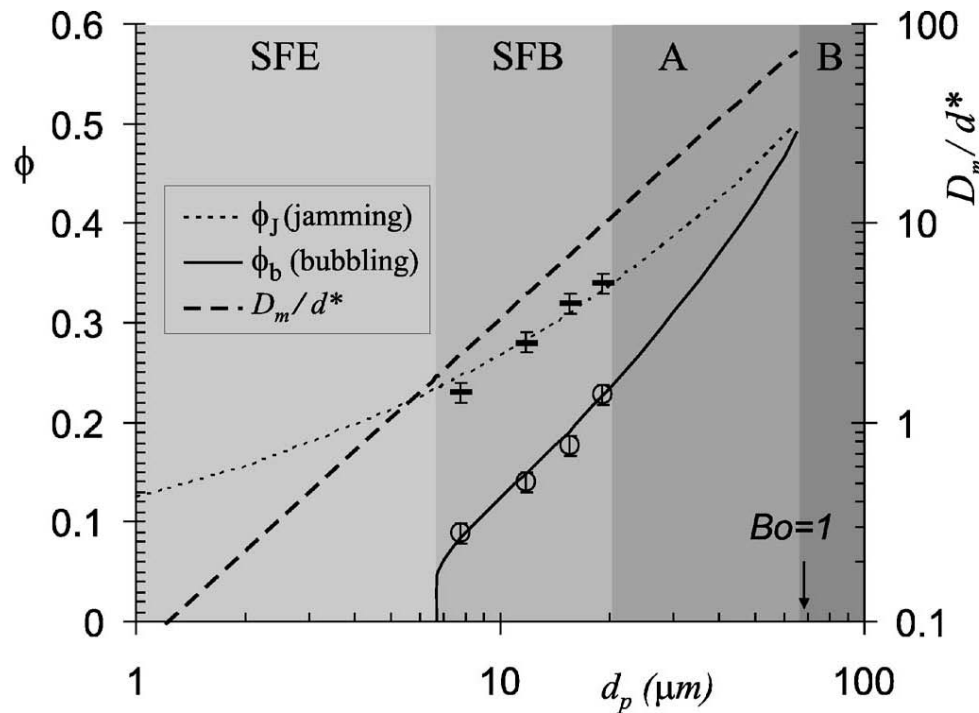 SFE SFB A B
0.6
0.5
0.4
0.3
0.2
0.1
0
ϕ
100
10
1
0.1
D_m / d*
ϕ_J (jamming)
ϕ_b (bubbling)
D_m / d*
Bo=1
1 10 100
d_p (μm)